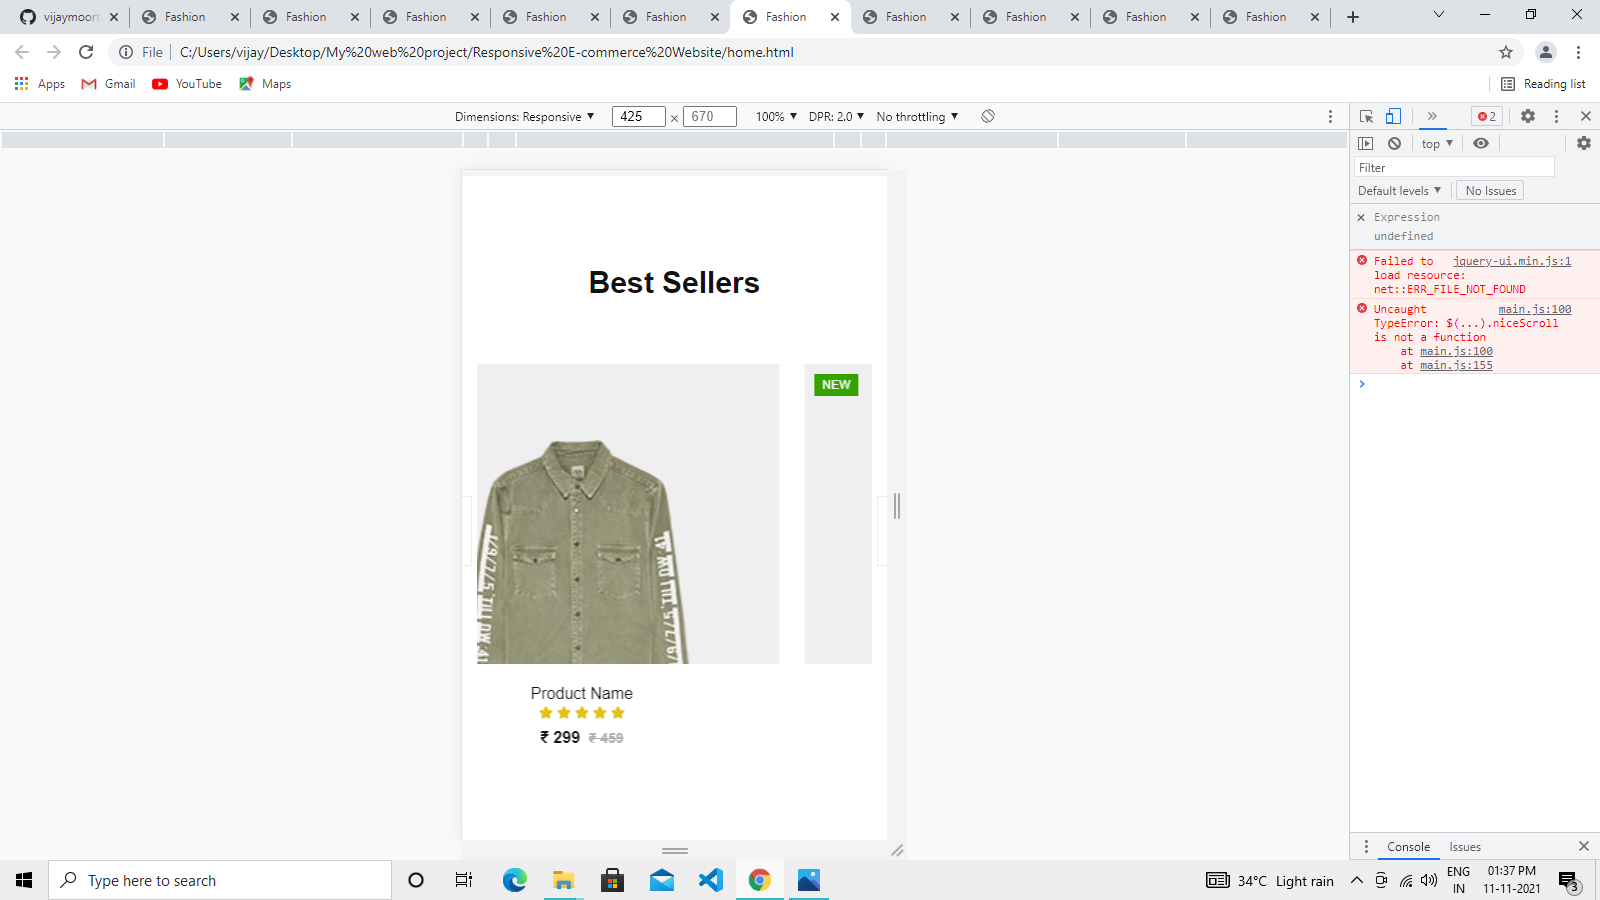 vijaymoort
Fashion
Fashion
Fashion
Fashion
Fashion
Fashion
Fashion
Fashion
Fashion
Fashion
File
C:/Users/vijay/Desktop/My%20web%20project/Responsive%20E-commerce%20Website/home.html
Apps
Gmail
YouTube
Maps
Reading list
Dimensions: Responsive ▼ 425 × 670 100% ▼ DPR: 2.0 ▼ No throttling ▼
2
top ▼
Filter
Default levels ▼ No Issues
Expression
undefined
Failed to jquery-ui.min.js:1
load resource:
net::ERR_FILE_NOT_FOUND
Uncaught main.js:100
TypeError: $(...).niceScroll
is not a function
at main.js:100
at main.js:155
Best Sellers
NEW
Product Name
₹ 299 ₹ 459
Console Issues
Type here to search
34°C Light rain
ENG
IN
01:37 PM
11-11-2021
3